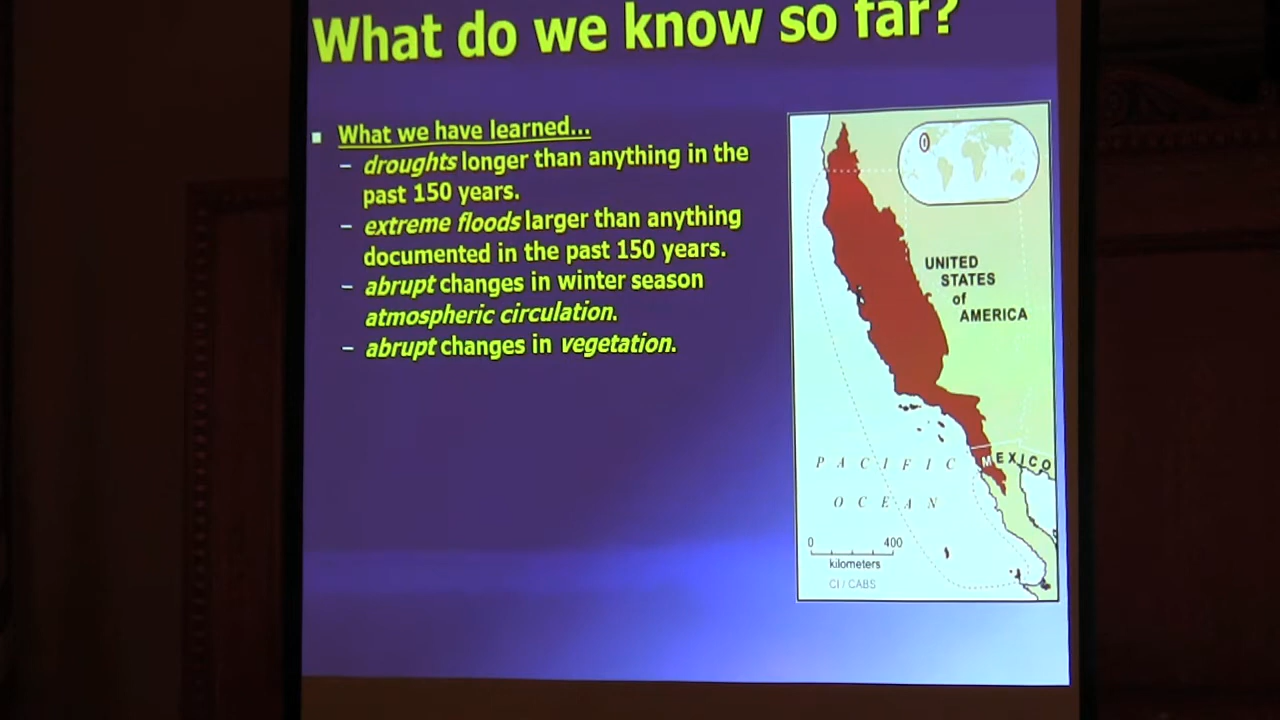 What do we know so far?
What we have learned...
– droughts longer than anything in the
past 150 years.
– extreme floods larger than anything
documented in the past 150 years.
– abrupt changes in winter season
atmospheric circulation.
– abrupt changes in vegetation.
UNITED
STATES
of
AMERICA
MEXICO
PACIFIC
OCEAN
0 400
kilometers
CI / CABS